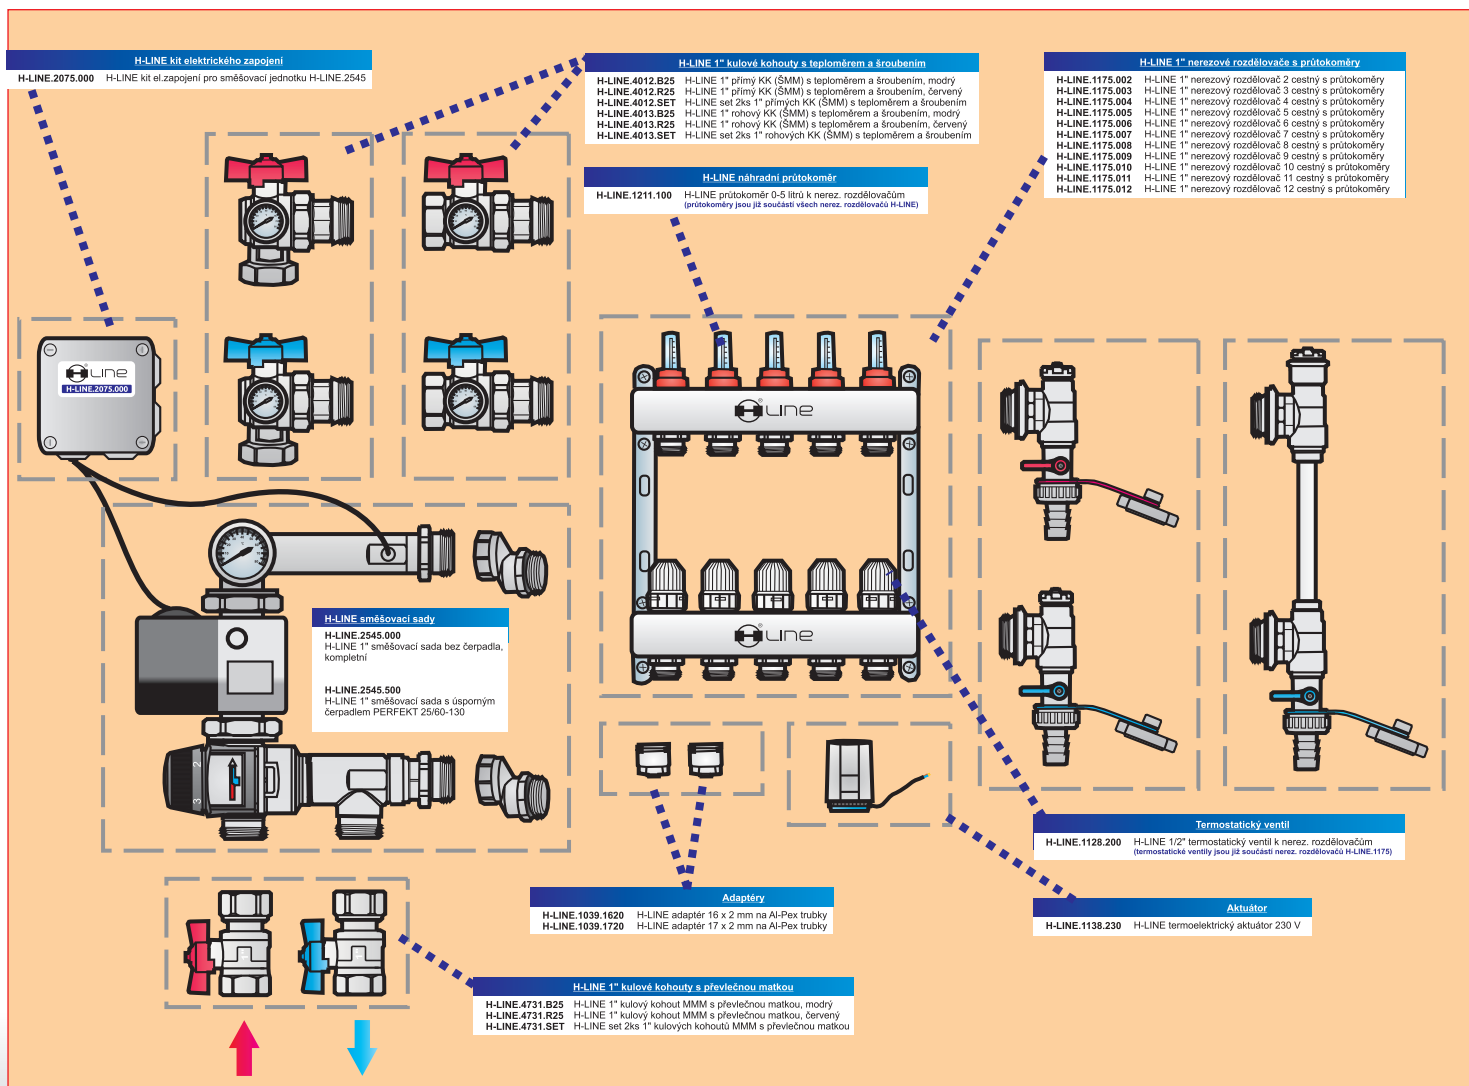 H-LINE kit elektrického zapojení
H-LINE.2075.000 H-LINE kit el.zapojení pro směšovací jednotku H-LINE.2545
H-LINE 1" kulové kohouty s teploměrem a šroubením
H-LINE.4012.B25 H-LINE 1" přímý KK (ŠMM) s teploměrem a šroubením, modrý
H-LINE.4012.R25 H-LINE 1" přímý KK (ŠMM) s teploměrem a šroubením, červený
H-LINE.4012.SET H-LINE set 2ks 1" přímých KK (ŠMM) s teploměrem a šroubením
H-LINE.4013.B25 H-LINE 1" rohový KK (ŠMM) s teploměrem a šroubením, modrý
H-LINE.4013.R25 H-LINE 1" rohový KK (ŠMM) s teploměrem a šroubením, červený
H-LINE.4013.SET H-LINE set 2ks 1" rohových KK (ŠMM) s teploměrem a šroubením
H-LINE 1" nerezové rozdělovače s průtokoměry
H-LINE.1175.002 H-LINE 1" nerezový rozdělovač 2 cestný s průtokoměry
H-LINE.1175.003 H-LINE 1" nerezový rozdělovač 3 cestný s průtokoměry
H-LINE.1175.004 H-LINE 1" nerezový rozdělovač 4 cestný s průtokoměry
H-LINE.1175.005 H-LINE 1" nerezový rozdělovač 5 cestný s průtokoměry
H-LINE.1175.006 H-LINE 1" nerezový rozdělovač 6 cestný s průtokoměry
H-LINE.1175.007 H-LINE 1" nerezový rozdělovač 7 cestný s průtokoměry
H-LINE.1175.008 H-LINE 1" nerezový rozdělovač 8 cestný s průtokoměry
H-LINE.1175.009 H-LINE 1" nerezový rozdělovač 9 cestný s průtokoměry
H-LINE.1175.010 H-LINE 1" nerezový rozdělovač 10 cestný s průtokoměry
H-LINE.1175.011 H-LINE 1" nerezový rozdělovač 11 cestný s průtokoměry
H-LINE.1175.012 H-LINE 1" nerezový rozdělovač 12 cestný s průtokoměry
H-LINE náhradní průtokoměr
H-LINE.1211.100 H-LINE průtokoměr 0-5 litrů k nerez. rozdělovačům
(průtokoměry jsou již součástí všech nerez. rozdělovačů H-LINE)
H LINE
H-LINE.2075.000
H LINE
H LINE
H-LINE směšovací sady
H-LINE.2545.000
H-LINE 1" směšovací sada bez čerpadla,
kompletní
H-LINE.2545.500
H-LINE 1" směšovací sada s úsporným
čerpadlem PERFEKT 25/60-130
2
3
Termostatický ventil
H-LINE.1128.200 H-LINE 1/2" termostatický ventil k nerez. rozdělovačům
(termostatické ventily jsou již součástí nerez. rozdělovačů H-LINE.1175)
Adaptéry
H-LINE.1039.1620 H-LINE adaptér 16 x 2 mm na Al-Pex trubky
H-LINE.1039.1720 H-LINE adaptér 17 x 2 mm na Al-Pex trubky
Aktuátor
H-LINE.1138.230 H-LINE termoelektrický aktuátor 230 V
H-LINE 1" kulové kohouty s převlečnou matkou
H-LINE.4731.B25 H-LINE 1" kulový kohout MMM s převlečnou matkou, modrý
H-LINE.4731.R25 H-LINE 1" kulový kohout MMM s převlečnou matkou, červený
H-LINE.4731.SET H-LINE set 2ks 1" kulových kohoutů MMM s převlečnou matkou